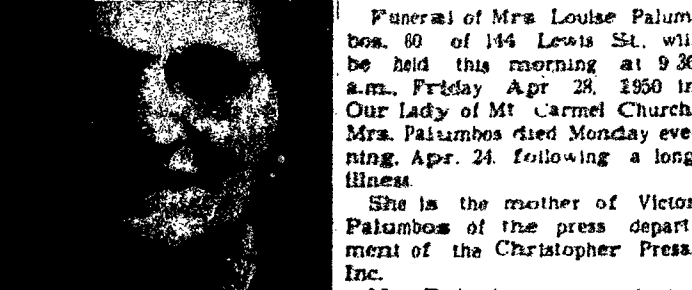 Funeral of Mrs Louise Palum
bos, 60 of 144 Lewis St. wil
be held this morning at 9 30
a.m., Friday Apr 28, 1950 in
Our Lady of Mt Carmel Church
Mrs. Palumbos died Monday eve
ning, Apr. 24, following a long
illness.
She is the mother of Victor
Palumbos of the press depart
ment of the Christopher Press
Inc.